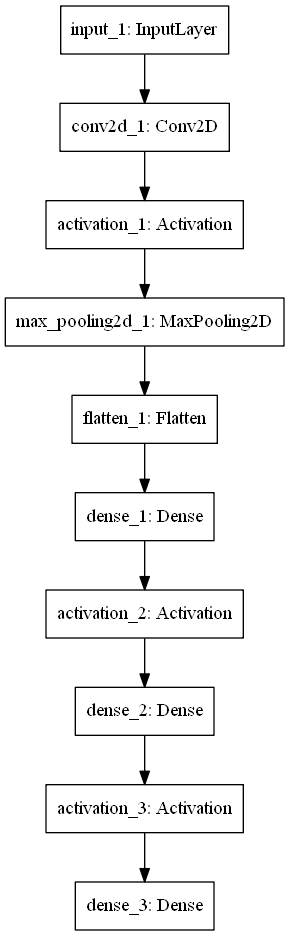 input_1: InputLayer
conv2d_1: Conv2D
activation_1: Activation
max_pooling2d_1: MaxPooling2D
flatten_1: Flatten
dense_1: Dense
activation_2: Activation
dense_2: Dense
activation_3: Activation
dense_3: Dense